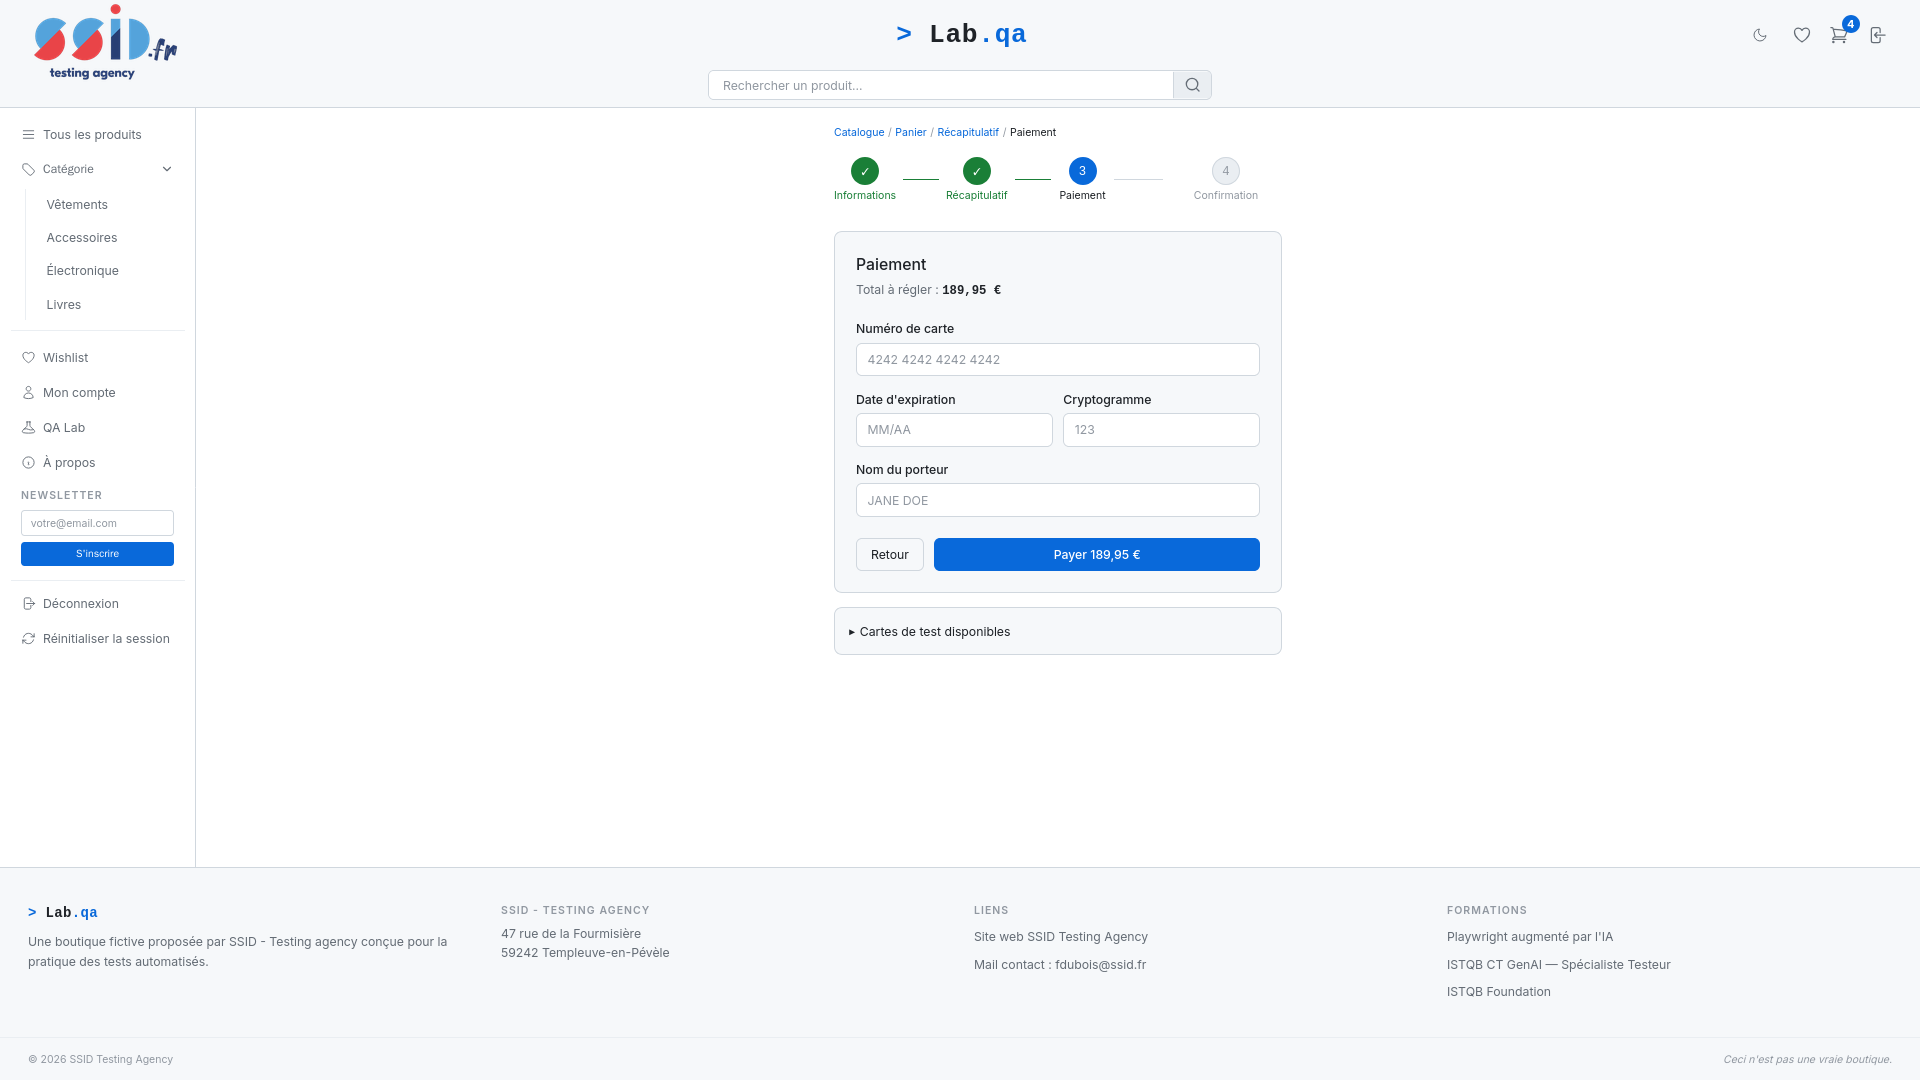 ssiD.fr
testing agency
> Lab.qa
4
Rechercher un produit...
Tous les produits
Catégorie
Vêtements
Accessoires
Électronique
Livres
Wishlist
Mon compte
QA Lab
À propos
NEWSLETTER
votre@email.com
S'inscrire
Déconnexion
Réinitialiser la session
Catalogue / Panier / Récapitulatif / Paiement
✓ ✓ 3 4
Informations Récapitulatif Paiement Confirmation
Paiement
Total à régler : 189,95 €
Numéro de carte
4242 4242 4242 4242
Date d'expiration Cryptogramme
MM/AA 123
Nom du porteur
JANE DOE
Retour Payer 189,95 €
▸ Cartes de test disponibles
> Lab.qa
Une boutique fictive proposée par SSID - Testing agency conçue pour la
pratique des tests automatisés.
SSID - TESTING AGENCY
47 rue de la Fourmisière
59242 Templeuve-en-Pévèle
LIENS
Site web SSID Testing Agency
Mail contact : fdubois@ssid.fr
FORMATIONS
Playwright augmenté par l'IA
ISTQB CT GenAI — Spécialiste Testeur
ISTQB Foundation
© 2026 SSID Testing Agency
Ceci n'est pas une vraie boutique.